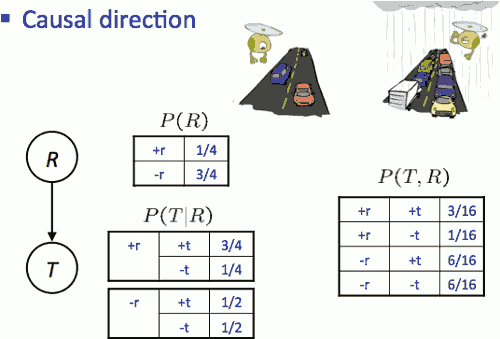 ▪ Causal direction
P(R)
+r 1/4
-r 3/4
R
P(T|R)
+r +t 3/4
-t 1/4
-r +t 1/2
-t 1/2
T
P(T, R)
+r +t 3/16
+r -t 1/16
-r +t 6/16
-r -t 6/16